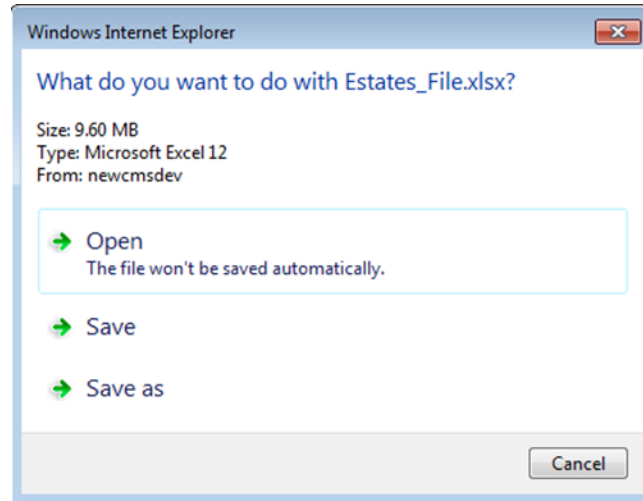 Windows Internet Explorer
What do you want to do with Estates_File.xlsx?
Size: 9.60 MB
Type: Microsoft Excel 12
From: newcmsdev
Open
The file won't be saved automatically.
Save
Save as
Cancel